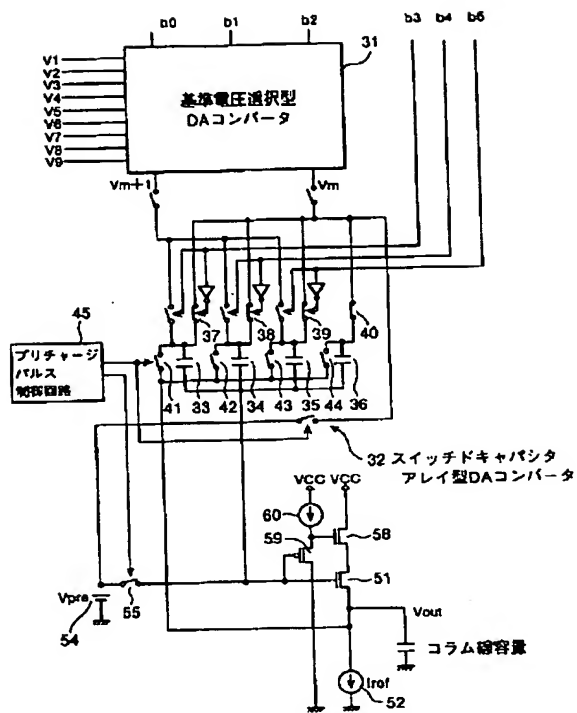 b0 b1 b2 b3 b4 b5
31
V1
V2
V3
V4
V5
V6
V7
V8
V9
基準電圧選択型
DAコンバータ
Vm+1 Vm
45
プリチャージ
パルス
制御回路
37 38 39 40
41 33 42 34 43 35 44 36
32 スイッチドキャパシタ
アレイ型DAコンバータ
VCC VCC
60
59
58
51
Vpre
54
55
Vout
コラム線容量
Iref
52